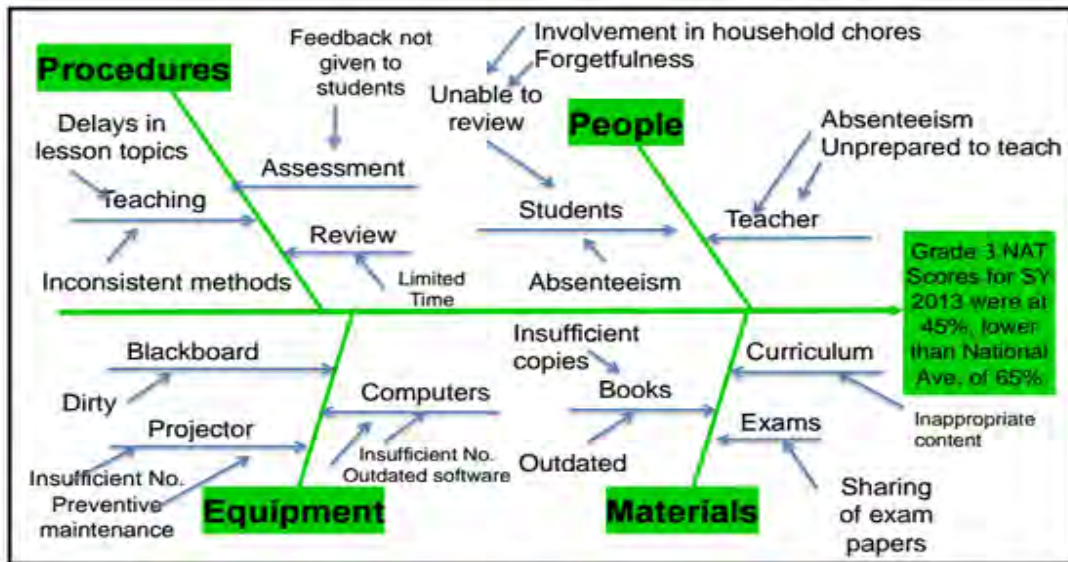 Procedures
Feedback not
given to
students
Delays in
lesson topics
Assessment
Teaching
Review
Inconsistent methods
Limited
Time
Involvement in household chores
Forgetfulness
Unable to
review
People
Absenteeism
Unprepared to teach
Students
Teacher
Absenteeism
Grade 3 NAT
Scores for SY
2013 were at
45%, lower
than National
Ave. of 65%
Blackboard
Dirty
Computers
Projector
Insufficient No.
Preventive
maintenance
Insufficient No.
Outdated software
Equipment
Insufficient
copies
Books
Curriculum
Inappropriate
content
Exams
Outdated
Sharing
of exam
papers
Materials